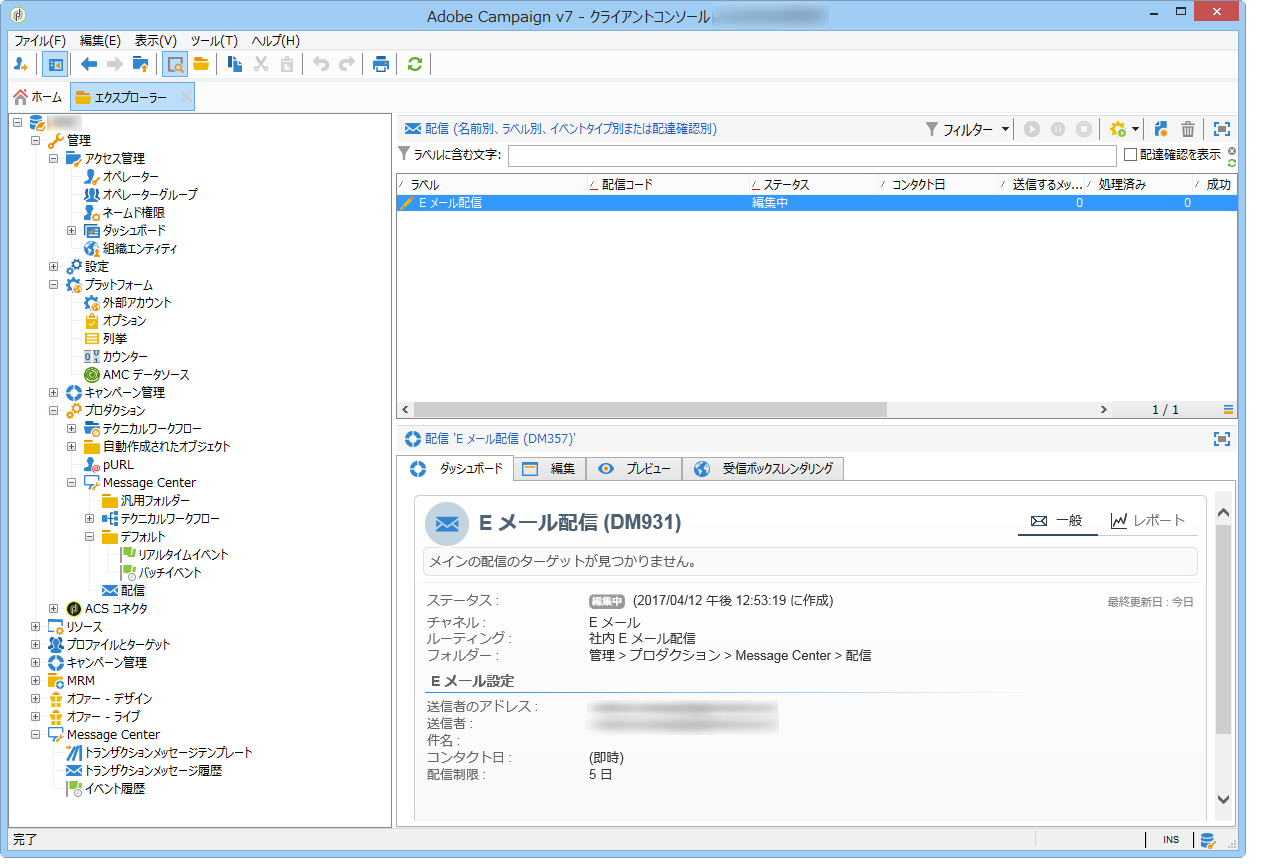 Adobe Campaign v7 - クライアントコンソール
ファイル(F) 編集(E) 表示(V) ツール(T) ヘルプ(H)
ホーム エクスプローラー
管理
アクセス管理
オペレーター
オペレーターグループ
ネームド権限
ダッシュボード
組織エンティティ
設定
プラットフォーム
外部アカウント
オプション
列挙
カウンター
AMC データソース
キャンペーン管理
プロダクション
テクニカルワークフロー
自動作成されたオブジェクト
pURL
Message Center
汎用フォルダー
テクニカルワークフロー
デフォルト
リアルタイムイベント
バッチイベント
配信
ACS コネクタ
リソース
プロファイルとターゲット
キャンペーン管理
MRM
オファー - デザイン
オファー - ライブ
Message Center
トランザクションメッセージテンプレート
トランザクションメッセージ履歴
イベント履歴
配信 (名前別、ラベル別、イベントタイプ別または配達確認別) フィルター
ラベルに含む文字: 配達確認を表示
ラベル 配信コード ステータス コンタクト日 送信するメッ... 処理済み 成功
E メール配信 編集中 0 0
1 / 1
配信 'E メール配信 (DM357)'
ダッシュボード 編集 プレビュー 受信ボックスレンダリング
E メール配信 (DM931) 一般 レポート
メインの配信のターゲットが見つかりません。
ステータス : 編集中 (2017/04/12 午後 12:53:19 に作成) 最終更新日 : 今日
チャネル : E メール
ルーティング : 社内 E メール配信
フォルダー : 管理 > プロダクション > Message Center > 配信
E メール設定
送信者のアドレス :
送信者 :
件名 :
コンタクト日 : (即時)
配信制限 : 5 日
完了 INS